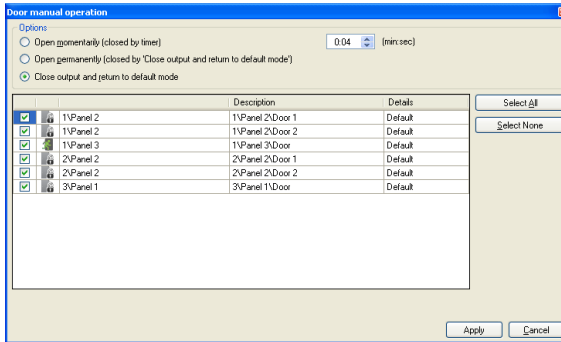 Door manual operation
Options
Open momentarily (closed by timer) 0:04 (min:sec)
Open permanently (closed by 'Close output and return to default mode')
Close output and return to default mode
Description Details
1\Panel 2 1\Panel 2\Door 1 Default
1\Panel 2 1\Panel 2\Door 2 Default
1\Panel 3 1\Panel 3\Door Default
2\Panel 2 2\Panel 2\Door 1 Default
2\Panel 2 2\Panel 2\Door 2 Default
3\Panel 1 3\Panel 1\Door Default
Select All
Select None
Apply Cancel